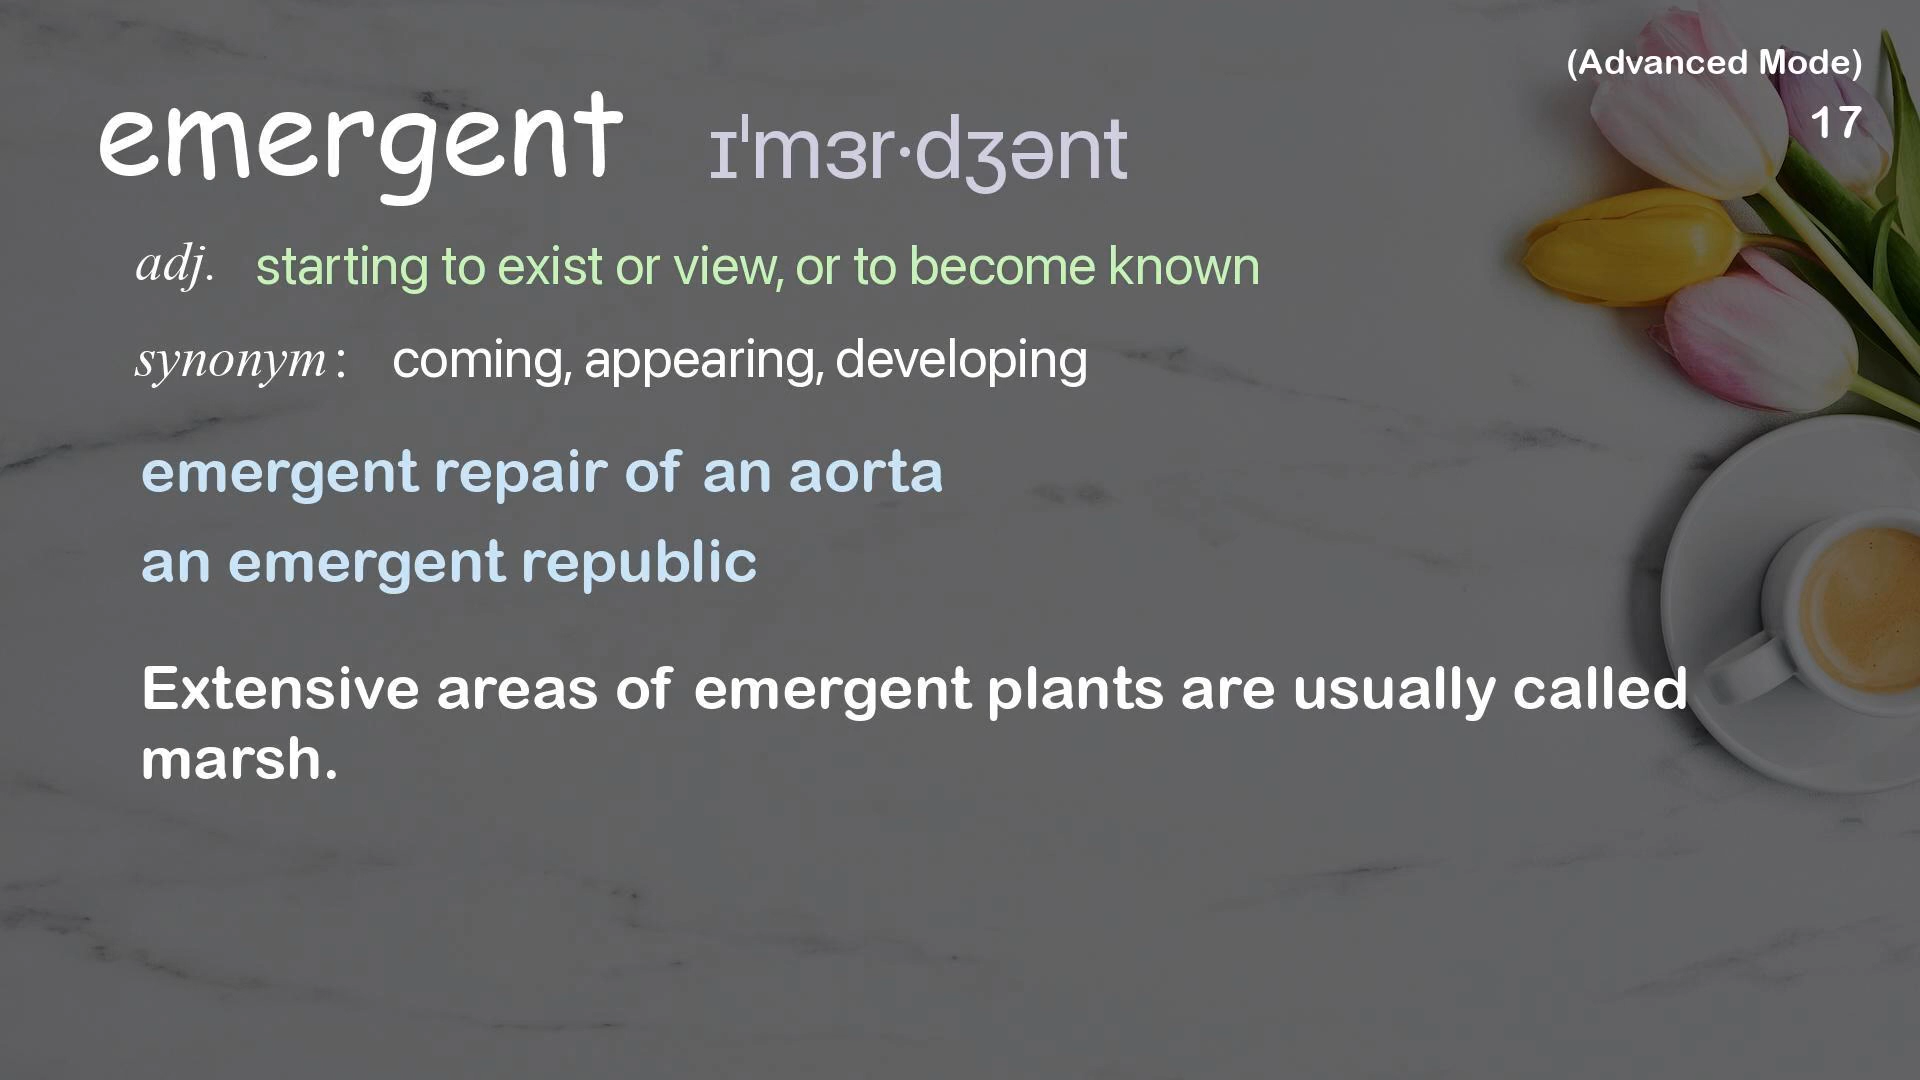 (Advanced Mode)
17
emergent ɪˈmɜr·dʒənt
adj. starting to exist or view, or to become known
synonym: coming, appearing, developing
emergent repair of an aorta
an emergent republic
Extensive areas of emergent plants are usually called
marsh.